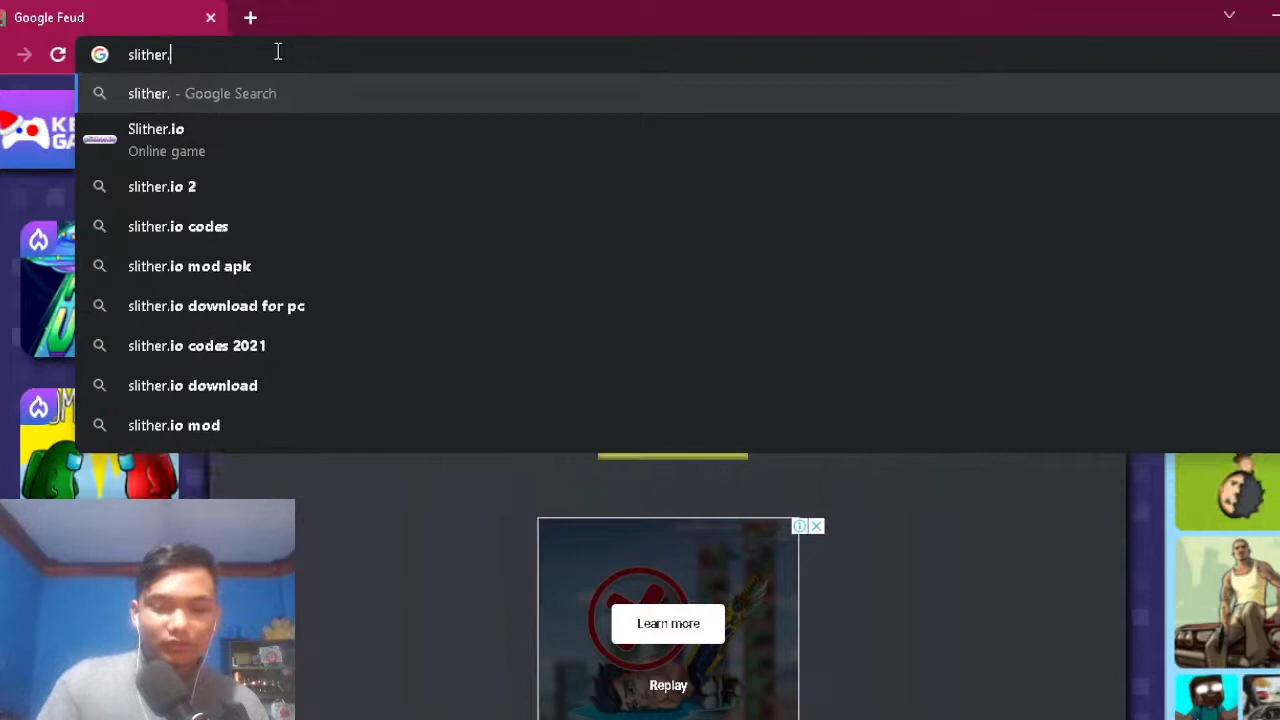 Google Feud
slither.
slither. - Google Search
Slither.io
Online game
slither.io 2
slither.io codes
slither.io mod apk
slither.io download for pc
slither.io codes 2021
slither.io download
slither.io mod
Learn more
Replay